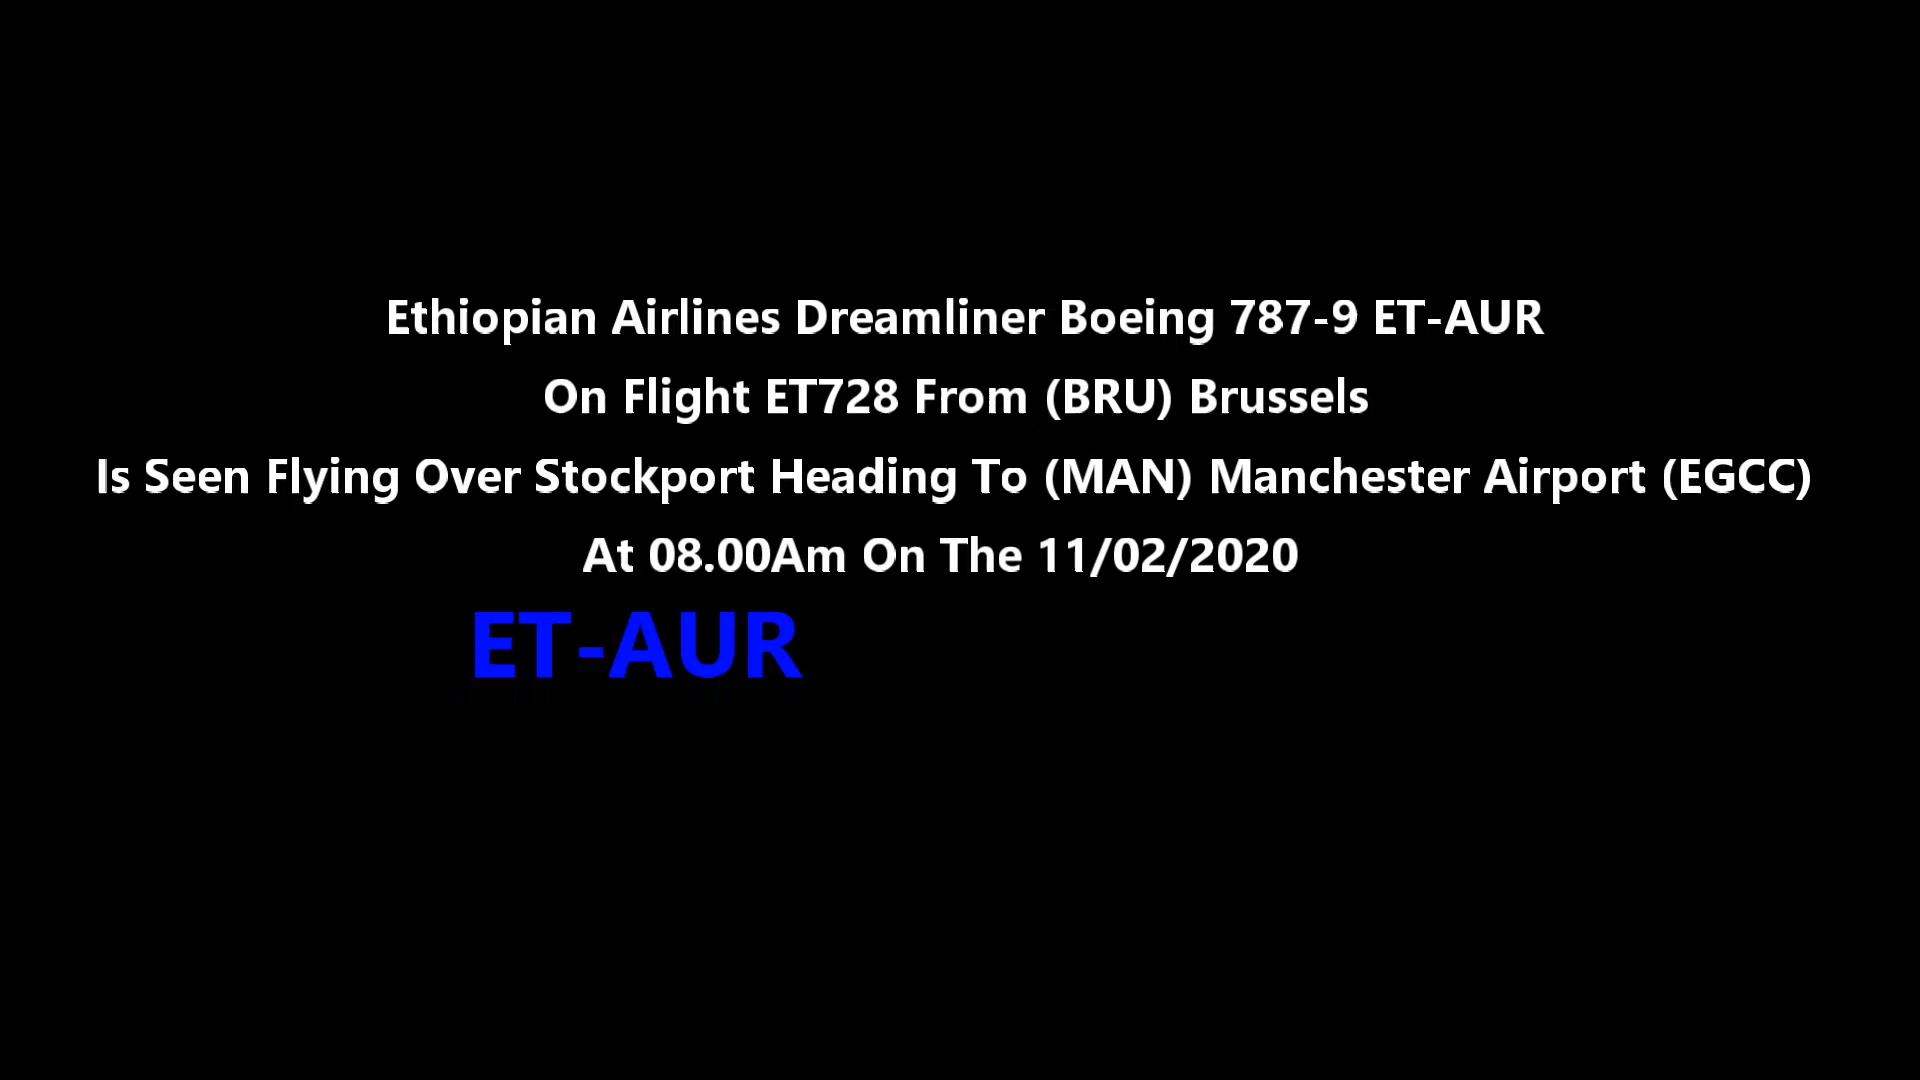 Ethiopian Airlines Dreamliner Boeing 787-9 ET-AUR
On Flight ET728 From (BRU) Brussels
Is Seen Flying Over Stockport Heading To (MAN) Manchester Airport (EGCC)
At 08.00Am On The 11/02/2020
ET-AUR